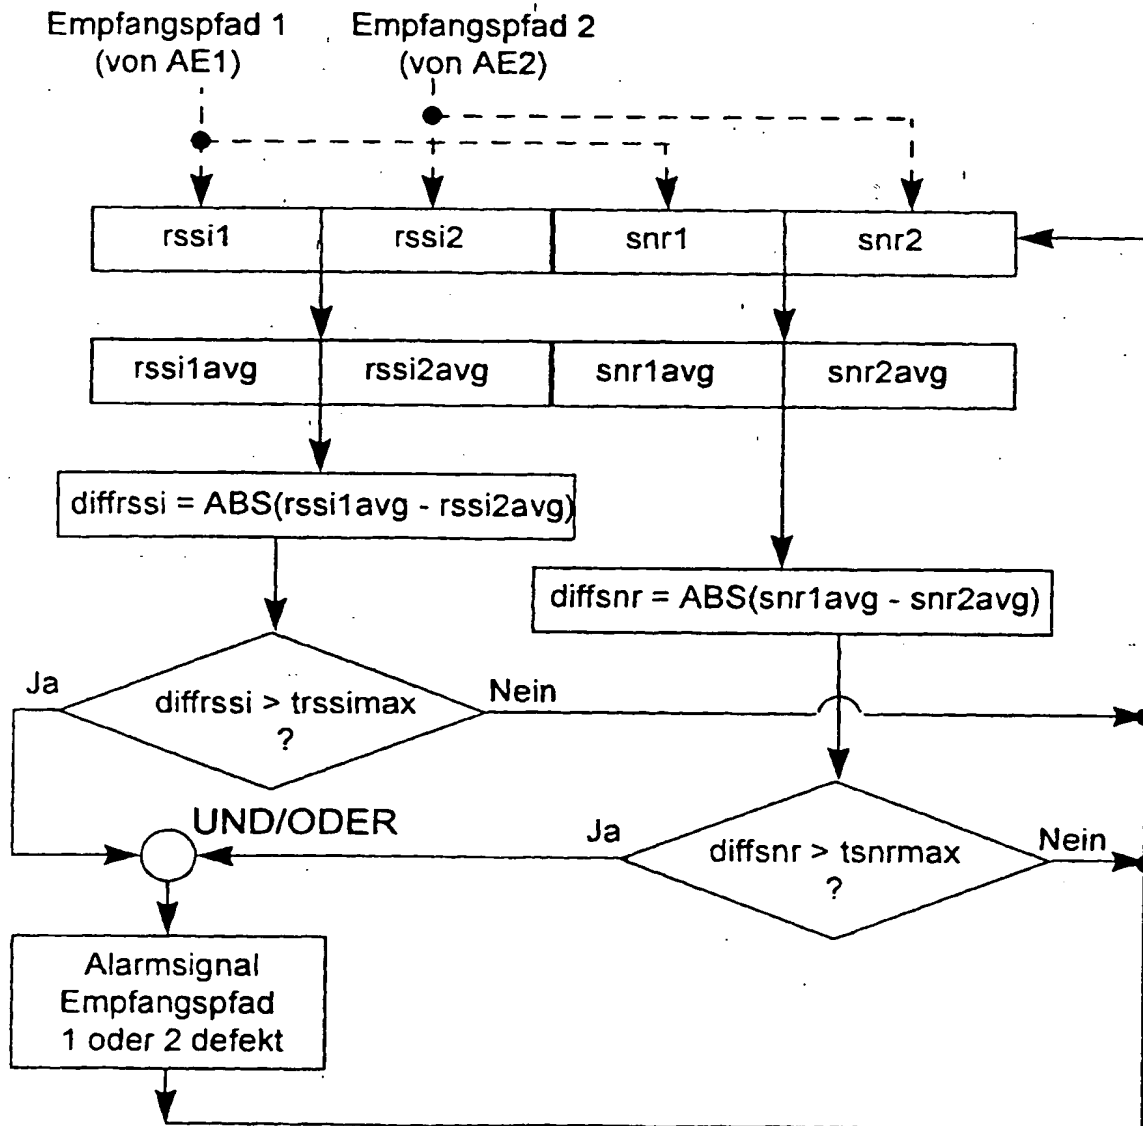 Empfangspfad 1
(von AE1)
Empfangspfad 2
(von AE2)
rssi1
rssi2
snr1
snr2
rssi1avg
rssi2avg
snr1avg
snr2avg
diffrssi = ABS(rssi1avg - rssi2avg)
diffsnr = ABS(snr1avg - snr2avg)
Ja
diffrssi > trssimax
?
Nein
UND/ODER
Ja
diffsnr > tsnrmax
?
Nein
Alarmsignal
Empfangspfad
1 oder 2 defekt